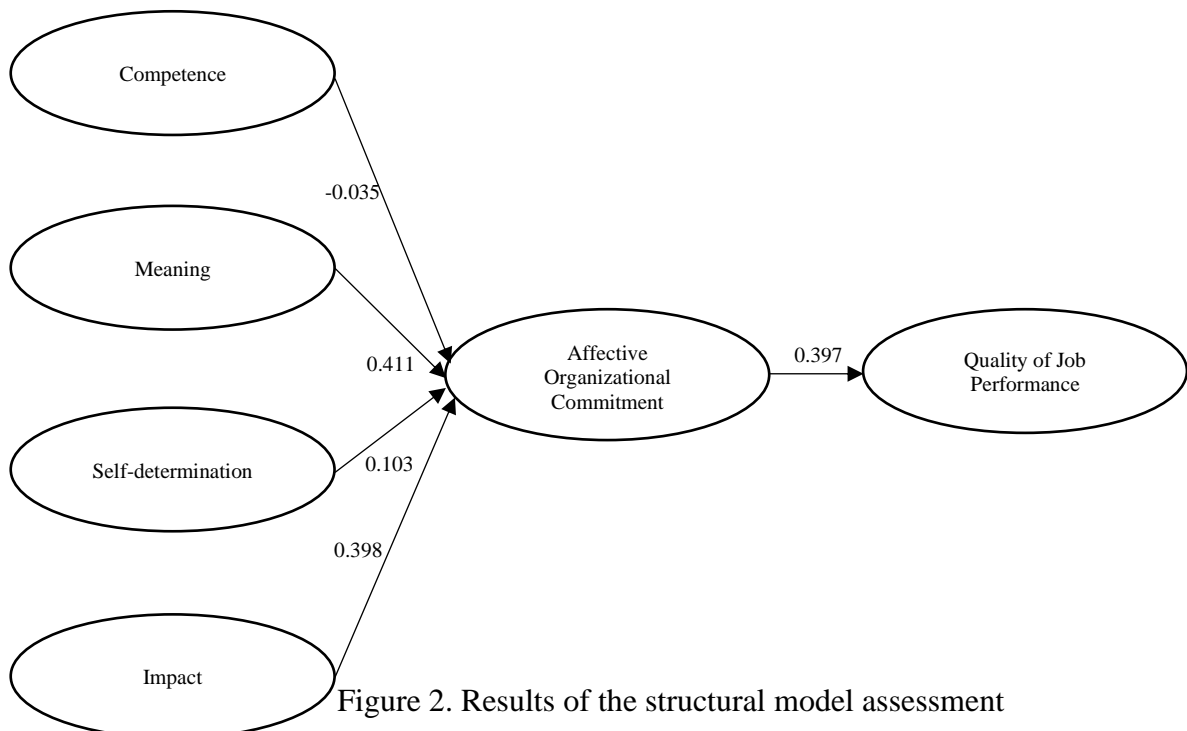 Competence
-0.035
Meaning
0.411
Affective
Organizational
Commitment
0.397
Quality of Job
Performance
Self-determination
0.103
0.398
Impact
Figure 2. Results of the structural model assessment